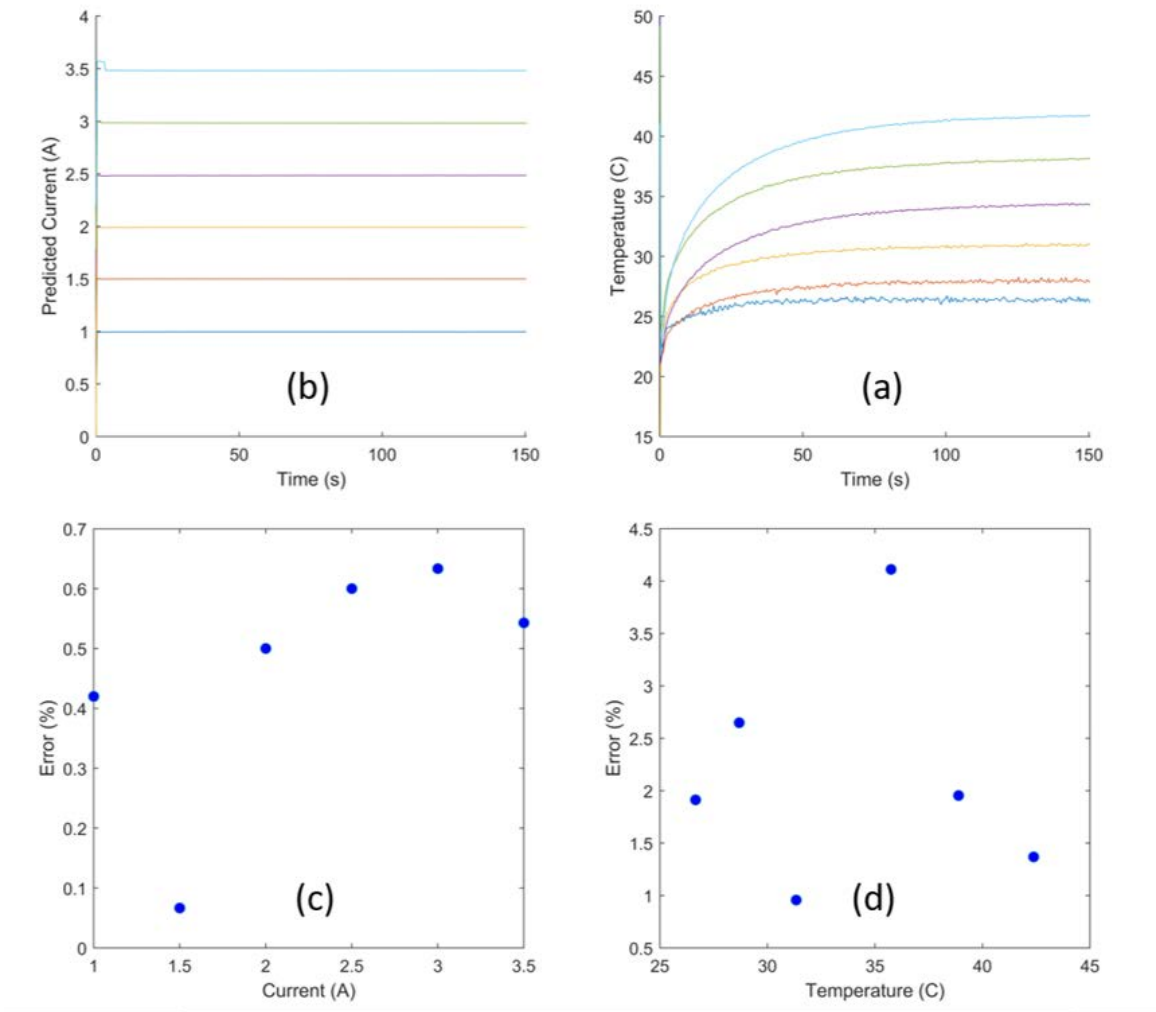 4
3.5
3
2.5
2
1.5
1
0.5
0
Predicted Current (A)
0 50 100 150
Time (s)
(b)
50
45
40
35
30
25
20
15
Temperature (C)
0 50 100 150
Time (s)
(a)
0.7
0.6
0.5
0.4
0.3
0.2
0.1
0
Error (%)
1 1.5 2 2.5 3 3.5
Current (A)
(c)
4.5
4
3.5
3
2.5
2
1.5
1
0.5
Error (%)
25 30 35 40 45
Temperature (C)
(d)